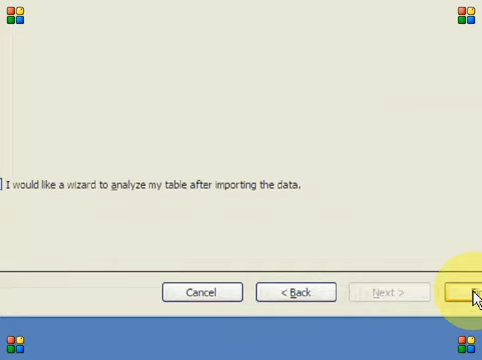 I would like a wizard to analyze my table after importing the data.
Cancel
< Back
Next >